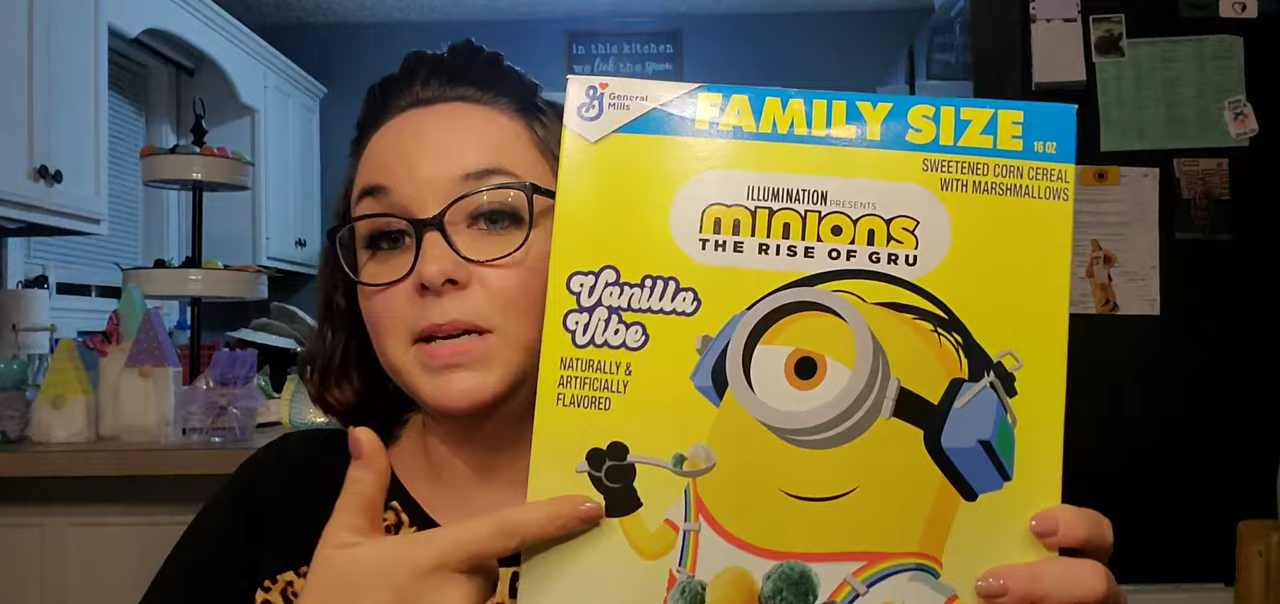 in this kitchen
we lick the spoon
General
Mills
FAMILY SIZE
16 OZ
SWEETENED CORN CEREAL
WITH MARSHMALLOWS
ILLUMINATION PRESENTS
minions
THE RISE OF GRU
Vanilla
Vibe
NATURALLY &
ARTIFICIALLY
FLAVORED